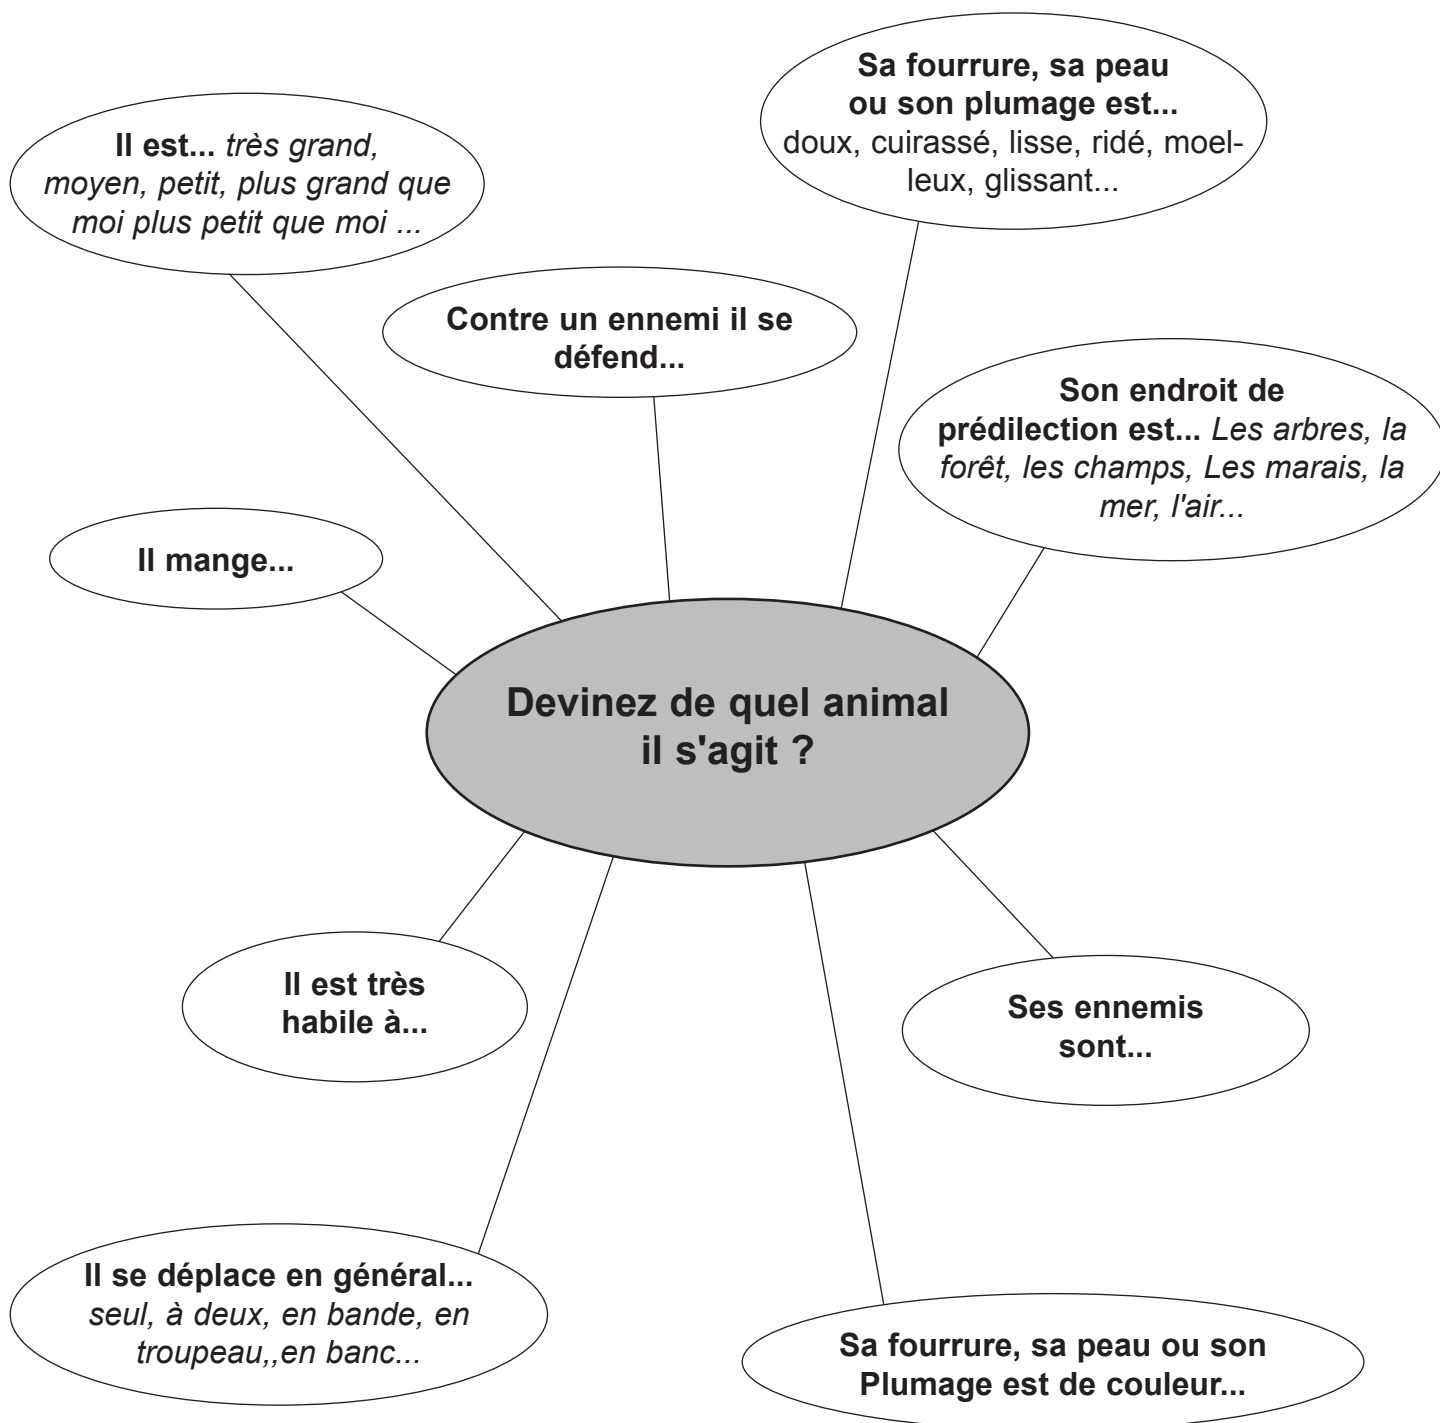 Sa fourrure, sa peau
ou son plumage est...
doux, cuirassé, lisse, ridé, moel-
leux, glissant...
Il est... très grand,
moyen, petit, plus grand que
moi plus petit que moi ...
Contre un ennemi il se
défend...
Son endroit de
prédilection est... Les arbres, la
forêt, les champs, Les marais, la
mer, l'air...
Il mange...
Devinez de quel animal
il s'agit ?
Il est très
habile à...
Ses ennemis
sont...
Il se déplace en général...
seul, à deux, en bande, en
troupeau,,en banc...
Sa fourrure, sa peau ou son
Plumage est de couleur...